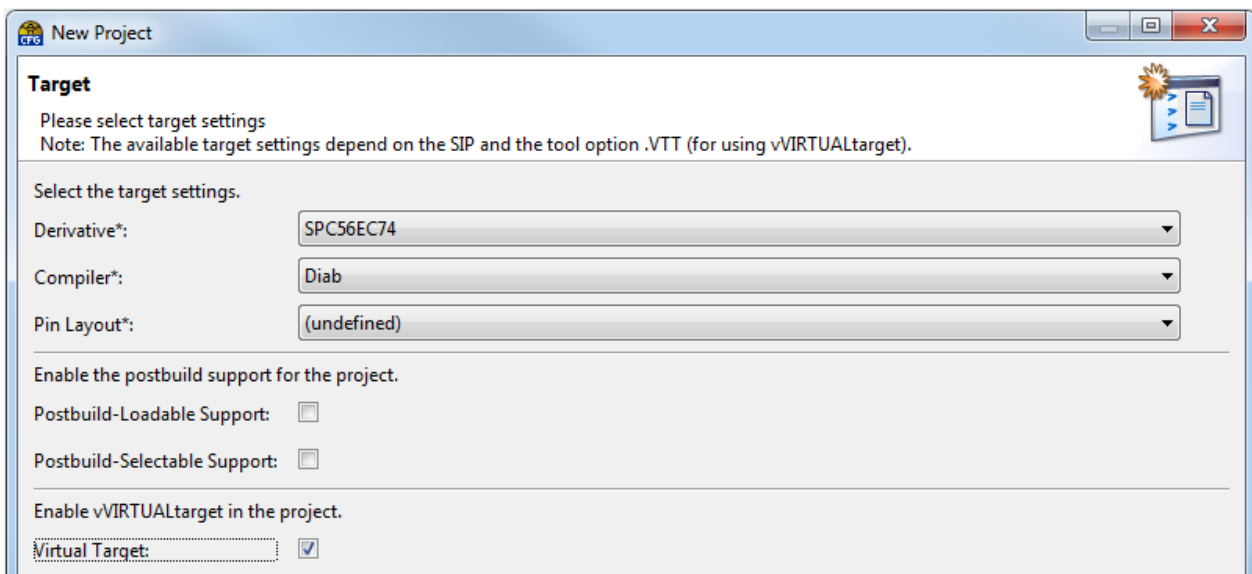 CFG New Project
Target
Please select target settings
Note: The available target settings depend on the SIP and the tool option .VTT (for using vVIRTUALtarget).
Select the target settings.
Derivative*: SPC56EC74
Compiler*: Diab
Pin Layout*: (undefined)
Enable the postbuild support for the project.
Postbuild-Loadable Support:
Postbuild-Selectable Support:
Enable vVIRTUALtarget in the project.
Virtual Target: